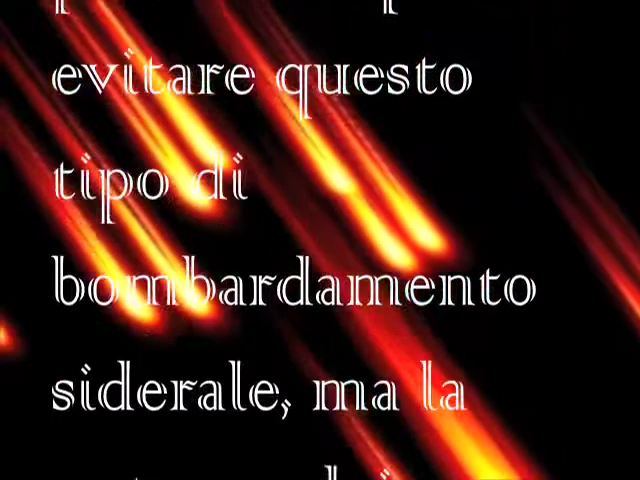 evitare questo
tipo di
bombardamento
siderale, ma la